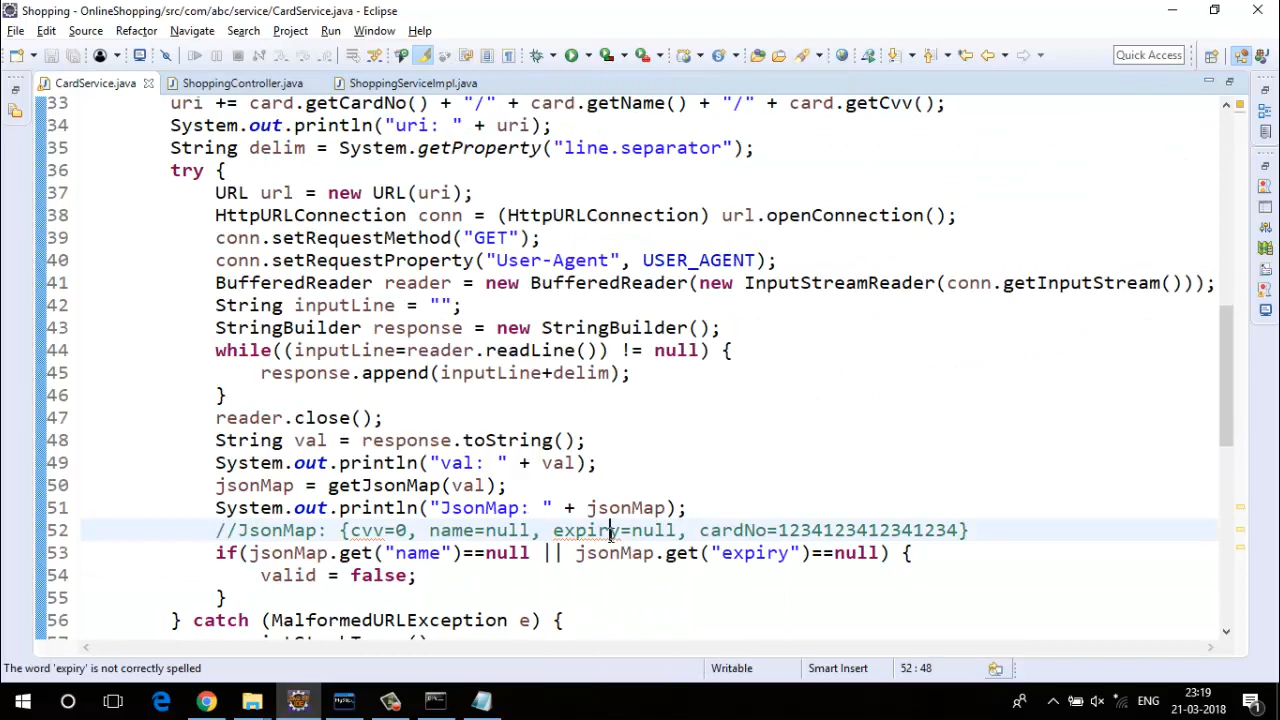 Shopping - OnlineShopping/src/com/abc/service/CardService.java - Eclipse
File Edit Source Refactor Navigate Search Project Run Window Help
Quick Access
CardService.java ShoppingController.java ShoppingServiceImpl.java
33 uri += card.getCardNo() + "/" + card.getName() + "/" + card.getCvv();
34 System.out.println("uri: " + uri);
35 String delim = System.getProperty("line.separator");
36 try {
37 URL url = new URL(uri);
38 HttpURLConnection conn = (HttpURLConnection) url.openConnection();
39 conn.setRequestMethod("GET");
40 conn.setRequestProperty("User-Agent", USER_AGENT);
41 BufferedReader reader = new BufferedReader(new InputStreamReader(conn.getInputStream()));
42 String inputLine = "";
43 StringBuilder response = new StringBuilder();
44 while((inputLine=reader.readLine()) != null) {
45 response.append(inputLine+delim);
46 }
47 reader.close();
48 String val = response.toString();
49 System.out.println("val: " + val);
50 jsonMap = getJsonMap(val);
51 System.out.println("JsonMap: " + jsonMap);
52 //JsonMap: {cvv=0, name=null, expiry=null, cardNo=1234123412341234}
53 if(jsonMap.get("name")==null || jsonMap.get("expiry")==null) {
54 valid = false;
55 }
56 } catch (MalformedURLException e) {
The word 'expiry' is not correctly spelled Writable Smart Insert 52 : 48
ENG 23:19
21-03-2018